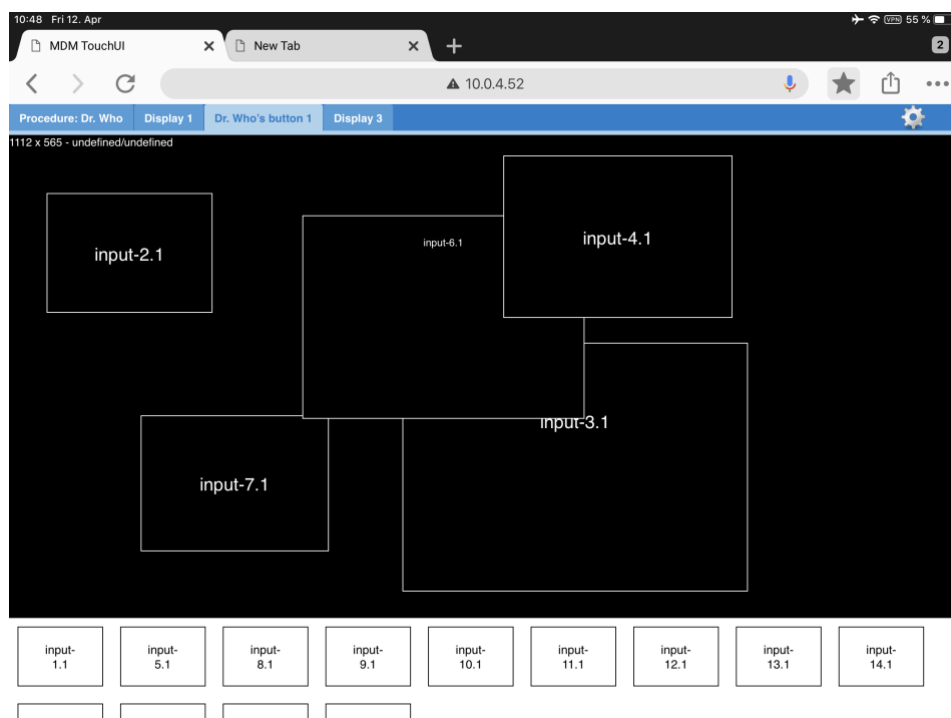 10:48 Fri 12. Apr
VPN 55 %
MDM TouchUI
New Tab
2
10.0.4.52
Procedure: Dr. Who Display 1 Dr. Who's button 1 Display 3
1112 x 565 - undefined/undefined
input-2.1
input-6.1
input-4.1
input-3.1
input-7.1
input-
1.1
input-
5.1
input-
8.1
input-
9.1
input-
10.1
input-
11.1
input-
12.1
input-
13.1
input-
14.1